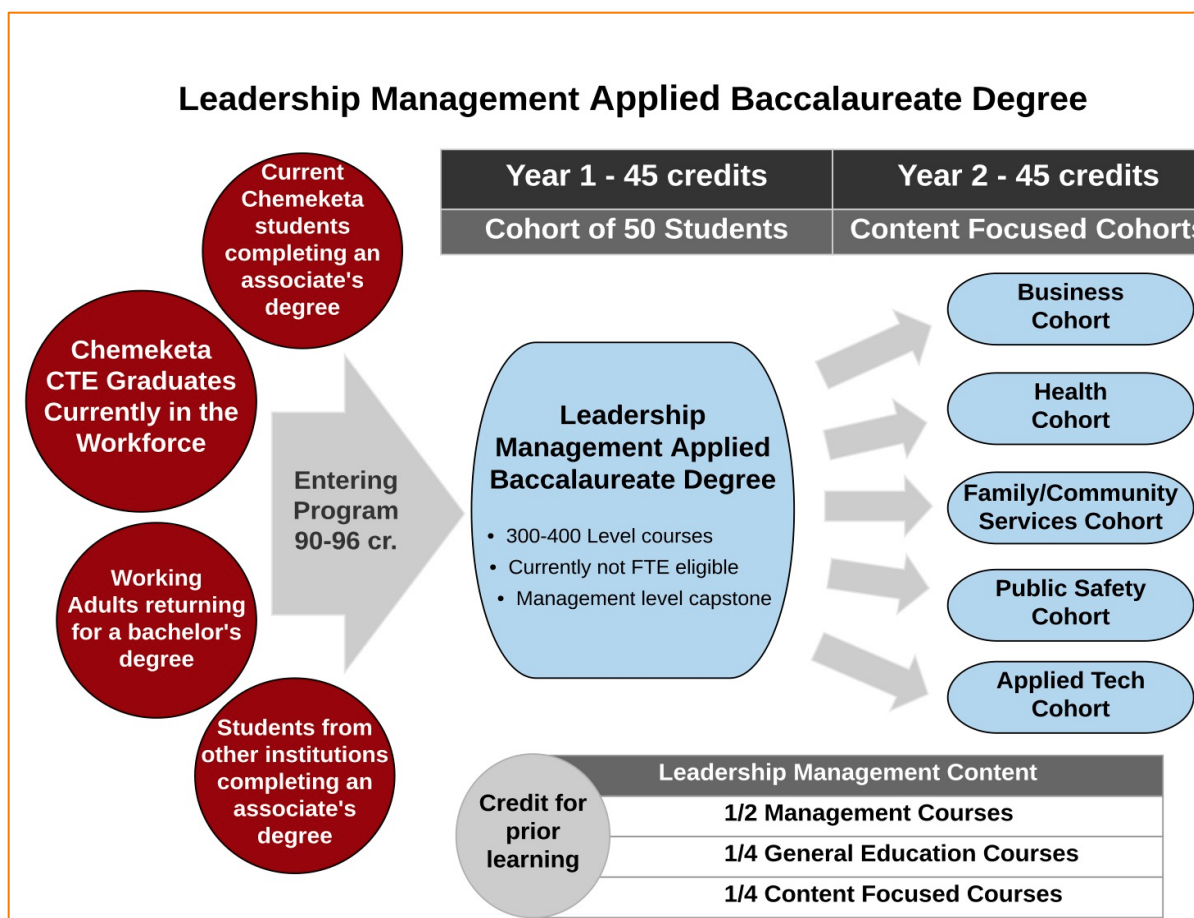 Leadership Management Applied Baccalaureate Degree
Current
Chemeketa
students
completing an
associate's
degree
Chemeketa
CTE Graduates
Currently in the
Workforce
Working
Adults returning
for a bachelor's
degree
Students from
other institutions
completing an
associate's
degree
Entering
Program
90-96 cr.
Year 1 - 45 credits
Year 2 - 45 credits
Cohort of 50 Students
Content Focused Cohorts
Leadership
Management Applied
Baccalaureate Degree
• 300-400 Level courses
• Currently not FTE eligible
• Management level capstone
Business
Cohort
Health
Cohort
Family/Community
Services Cohort
Public Safety
Cohort
Applied Tech
Cohort
Credit for
prior
learning
Leadership Management Content
1/2 Management Courses
1/4 General Education Courses
1/4 Content Focused Courses